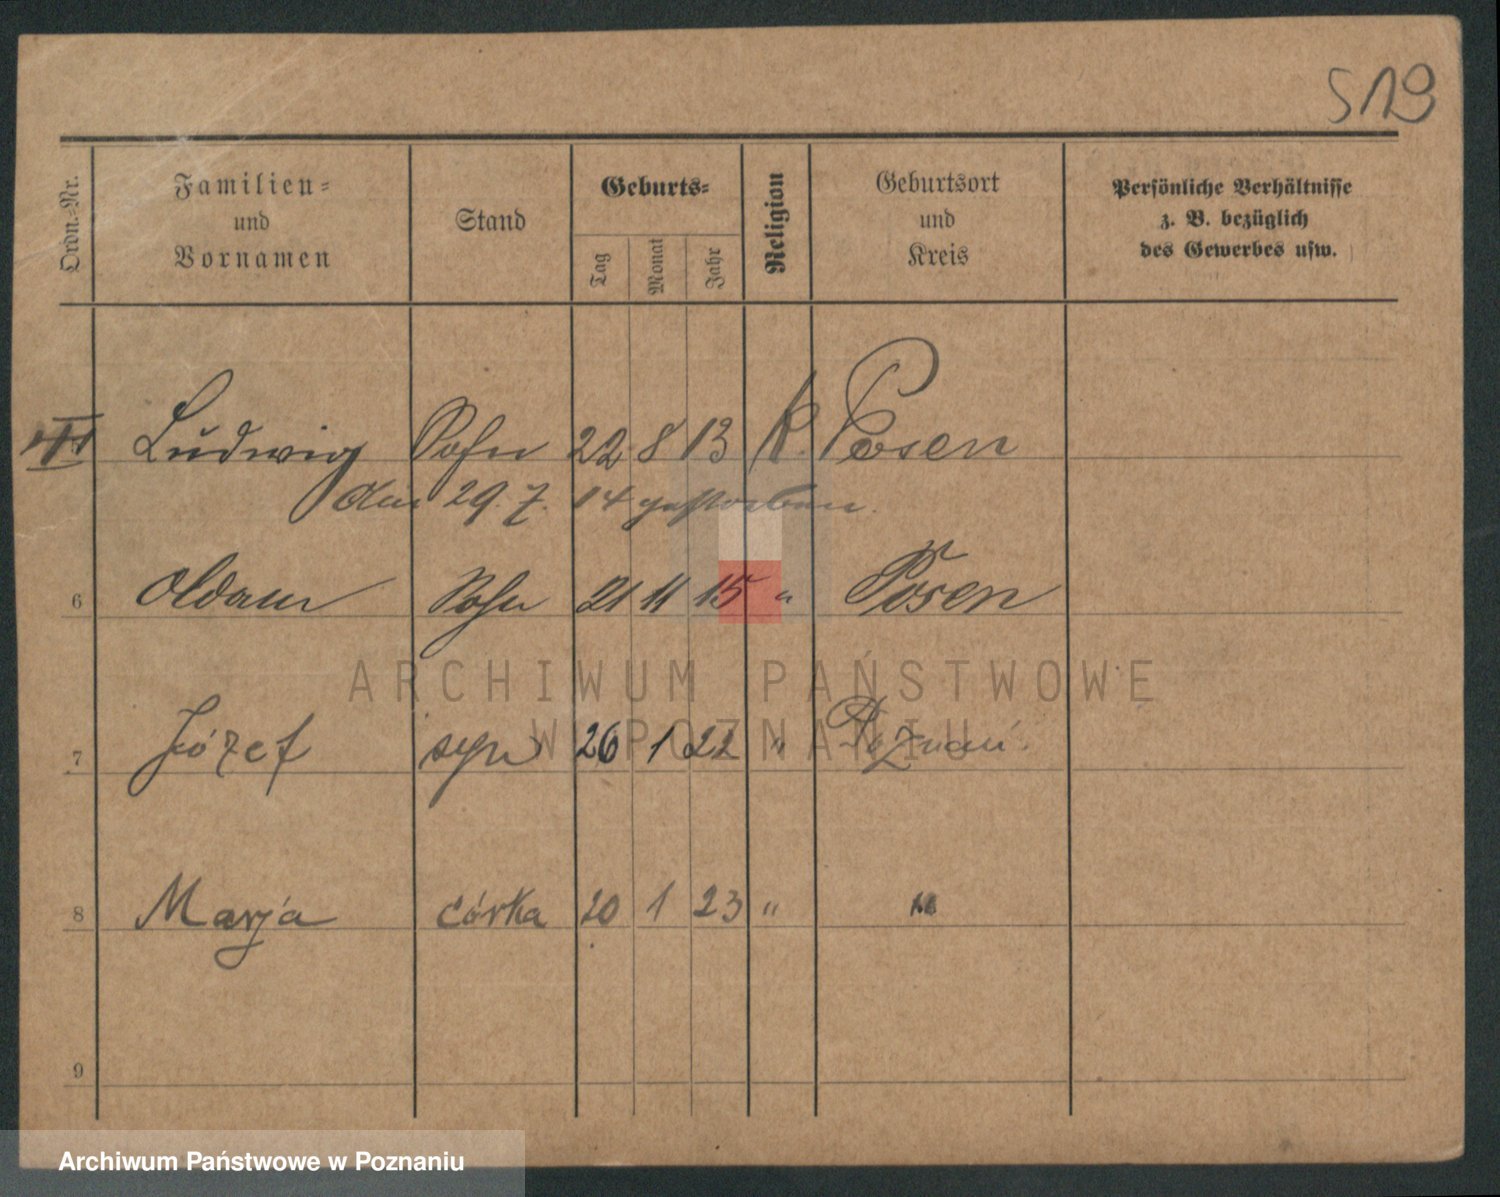 519
Ordn.-Nr.
Familien-
und
Vornamen
Stand
Geburts-
Tag
Monat
Jahr
Religion
Geburtsort
und
Kreis
Persönliche Verhältnisse
z. B. bezüglich
des Gewerbes usw.
Ludwig Sohn 22 8 13 K. Posen
den 29. 7. 14 gestorben.
6 Adam Sohn 21 11 15 " Posen
ARCHIWUM PAŃSTWOWE
W POZNANIU
7 Józef syn 26 1 22 " Poznań.
8 Marja córka 20 1 23 " "
9
Archiwum Państwowe w Poznaniu